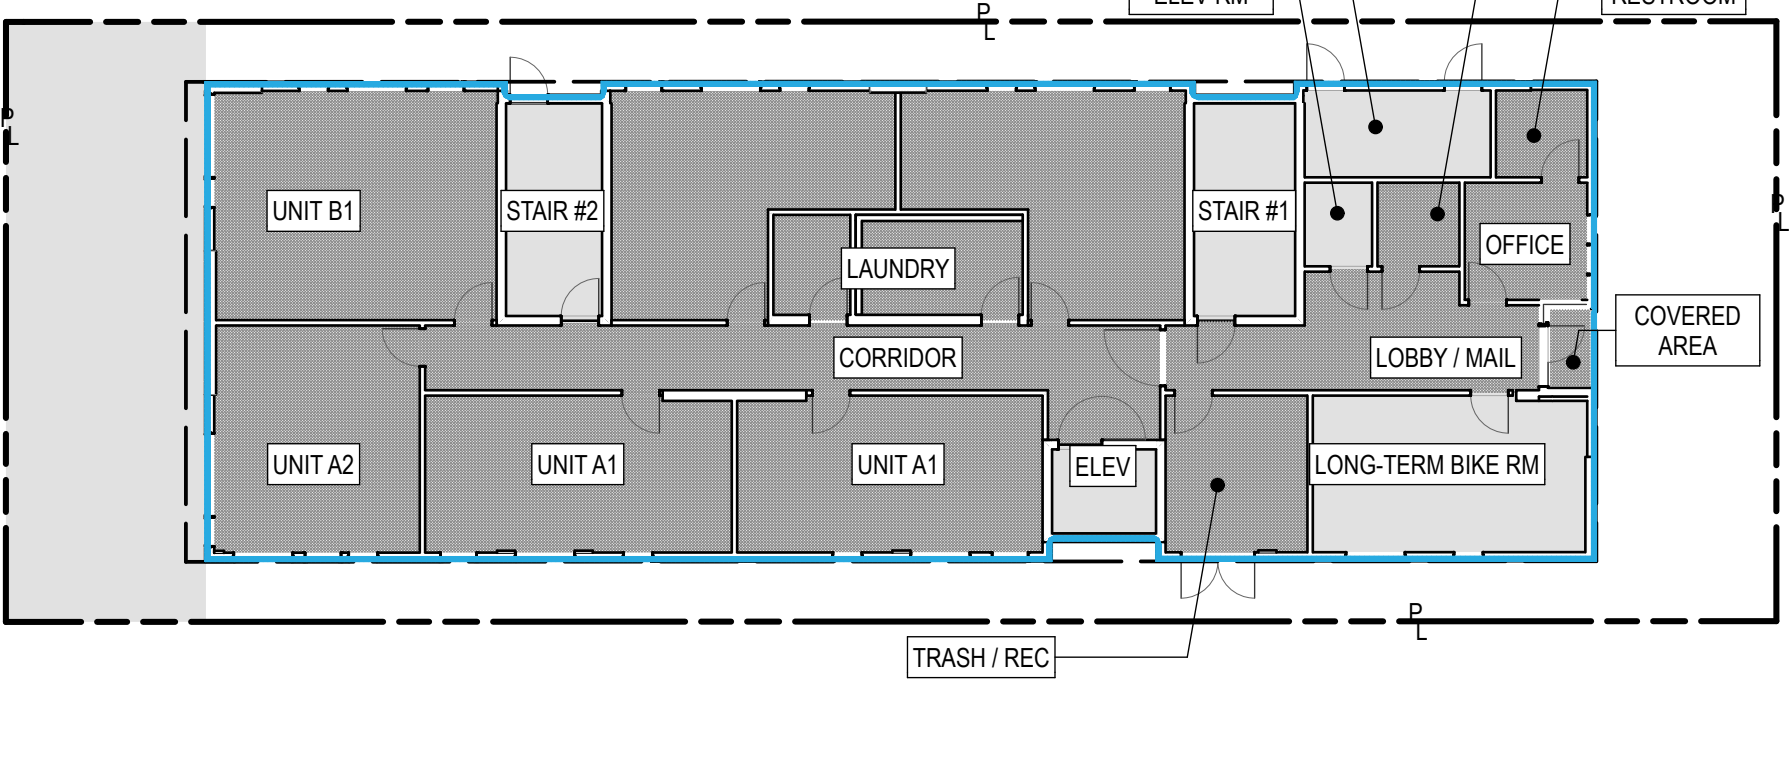 ELEV RM
RESTROOM
PL
PL
UNIT B1
STAIR #2
STAIR #1
PL
OFFICE
LAUNDRY
COVERED
AREA
CORRIDOR
LOBBY / MAIL
UNIT A2
UNIT A1
UNIT A1
ELEV
LONG-TERM BIKE RM
PL
TRASH / REC